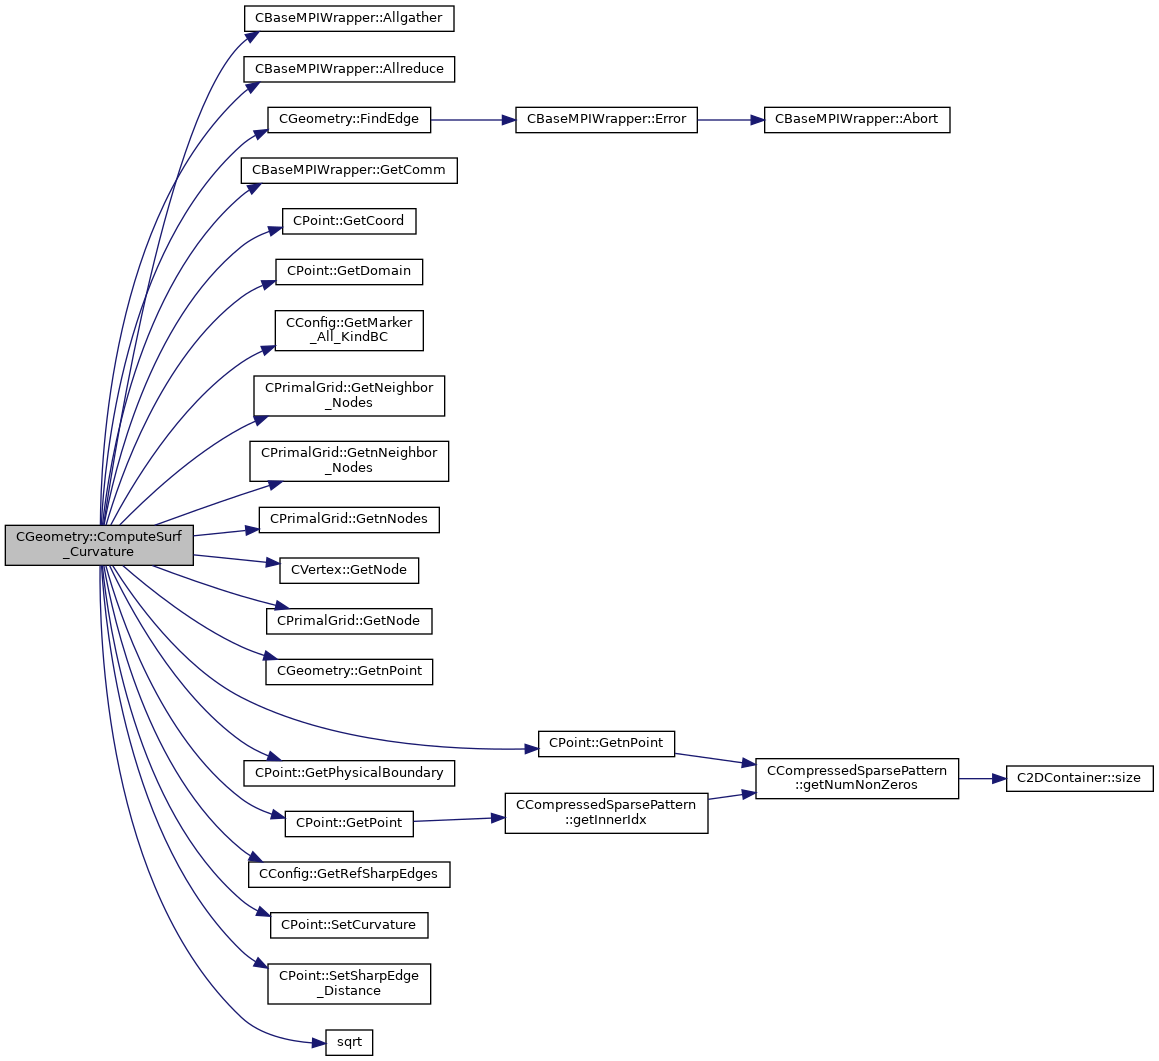 CBaseMPIWrapper::Allgather
CBaseMPIWrapper::Allreduce
CGeometry::FindEdge
CBaseMPIWrapper::Error
CBaseMPIWrapper::Abort
CBaseMPIWrapper::GetComm
CPoint::GetCoord
CPoint::GetDomain
CConfig::GetMarker
_All_KindBC
CPrimalGrid::GetNeighbor
_Nodes
CPrimalGrid::GetnNeighbor
_Nodes
CPrimalGrid::GetnNodes
CGeometry::ComputeSurf
_Curvature
CVertex::GetNode
CPrimalGrid::GetNode
CGeometry::GetnPoint
CPoint::GetnPoint
CPoint::GetPhysicalBoundary
CCompressedSparsePattern
::getNumNonZeros
C2DContainer::size
CPoint::GetPoint
CCompressedSparsePattern
::getInnerIdx
CConfig::GetRefSharpEdges
CPoint::SetCurvature
CPoint::SetSharpEdge
_Distance
sqrt